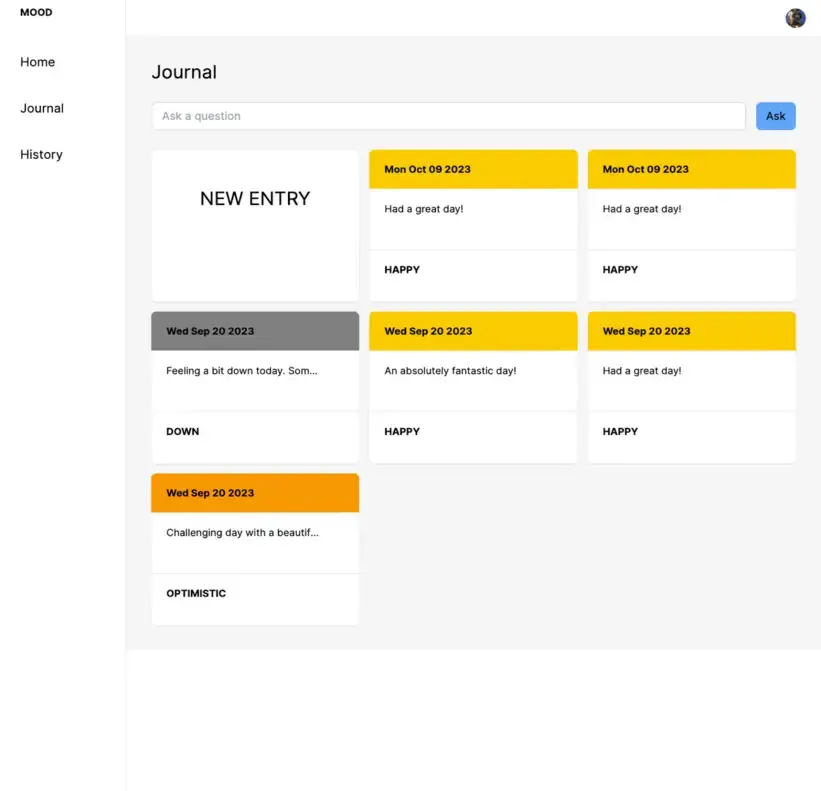 MOOD
Home
Journal
History
Journal
Ask a question
Ask
NEW ENTRY
Mon Oct 09 2023
Had a great day!
HAPPY
Mon Oct 09 2023
Had a great day!
HAPPY
Wed Sep 20 2023
Feeling a bit down today. Som...
DOWN
Wed Sep 20 2023
An absolutely fantastic day!
HAPPY
Wed Sep 20 2023
Had a great day!
HAPPY
Wed Sep 20 2023
Challenging day with a beautif...
OPTIMISTIC